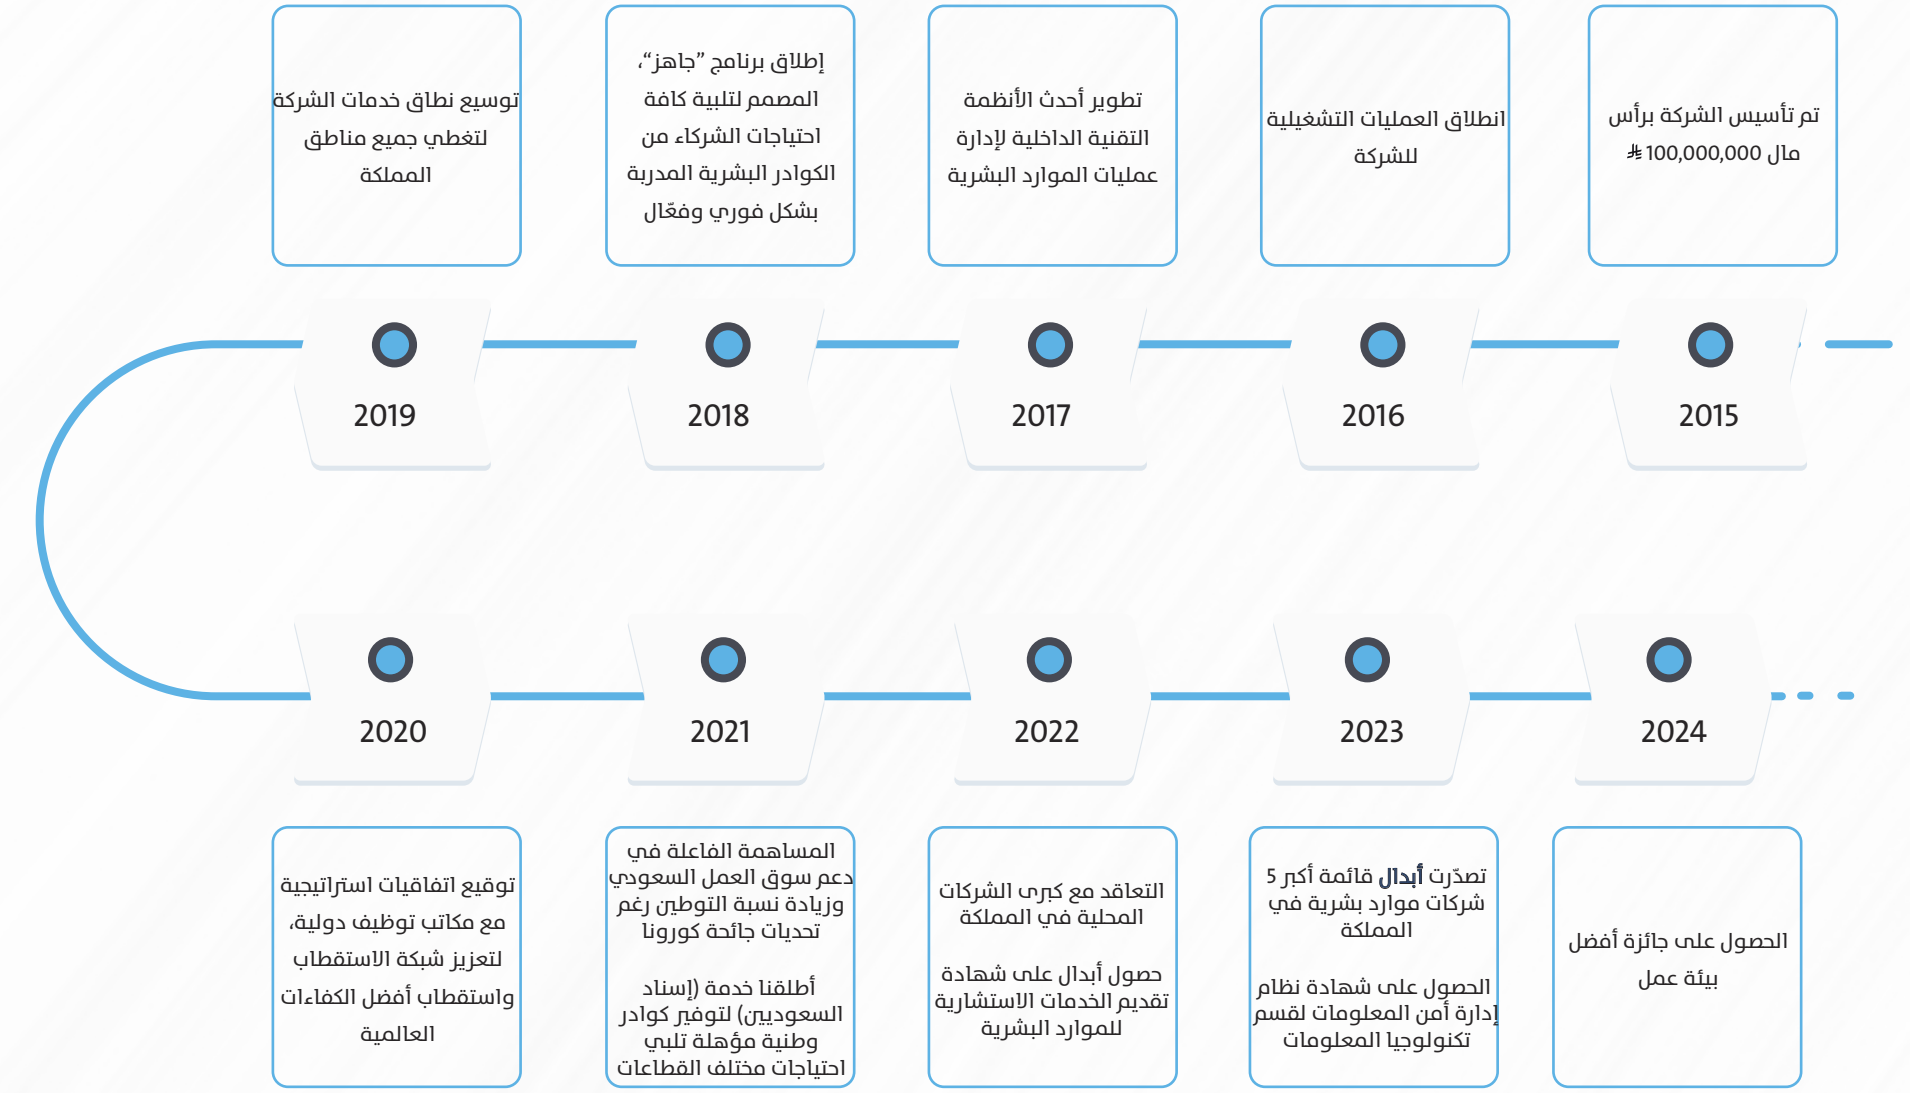 تم تأسيس الشركة برأس
مال 100,000,000 ⃁
انطلاق العمليات التشغيلية
للشركة
تطوير أحدث الأنظمة
التقنية الداخلية لإدارة
عمليات الموارد البشرية
إطلاق برنامج ”جاهز“،
المصمم لتلبية كافة
احتياجات الشركاء من
الكوادر البشرية المدربة
بشكل فوري وفعّال
توسيع نطاق خدمات الشركة
لتغطي جميع مناطق
المملكة
2015
2016
2017
2018
2019
2020
2021
2022
2023
2024
توقيع اتفاقيات استراتيجية
مع مكاتب توظيف دولية،
لتعزيز شبكة الاستقطاب
واستقطاب أفضل الكفاءات
العالمية
المساهمة الفاعلة في
دعم سوق العمل السعودي
وزيادة نسبة التوطين رغم
تحديات جائحة كورونا
أطلقنا خدمة (إسناد
السعوديين) لتوفير كوادر
وطنية مؤهلة تلبي
احتياجات مختلف القطاعات
التعاقد مع كبرى الشركات
المحلية في المملكة
حصول أبدال على شهادة
تقديم الخدمات الاستشارية
للموارد البشرية
تصدّرت أبدال قائمة أكبر 5
شركات موارد بشرية في
المملكة
الحصول على شهادة نظام
إدارة أمن المعلومات لقسم
تكنولوجيا المعلومات
الحصول على جائزة أفضل
بيئة عمل